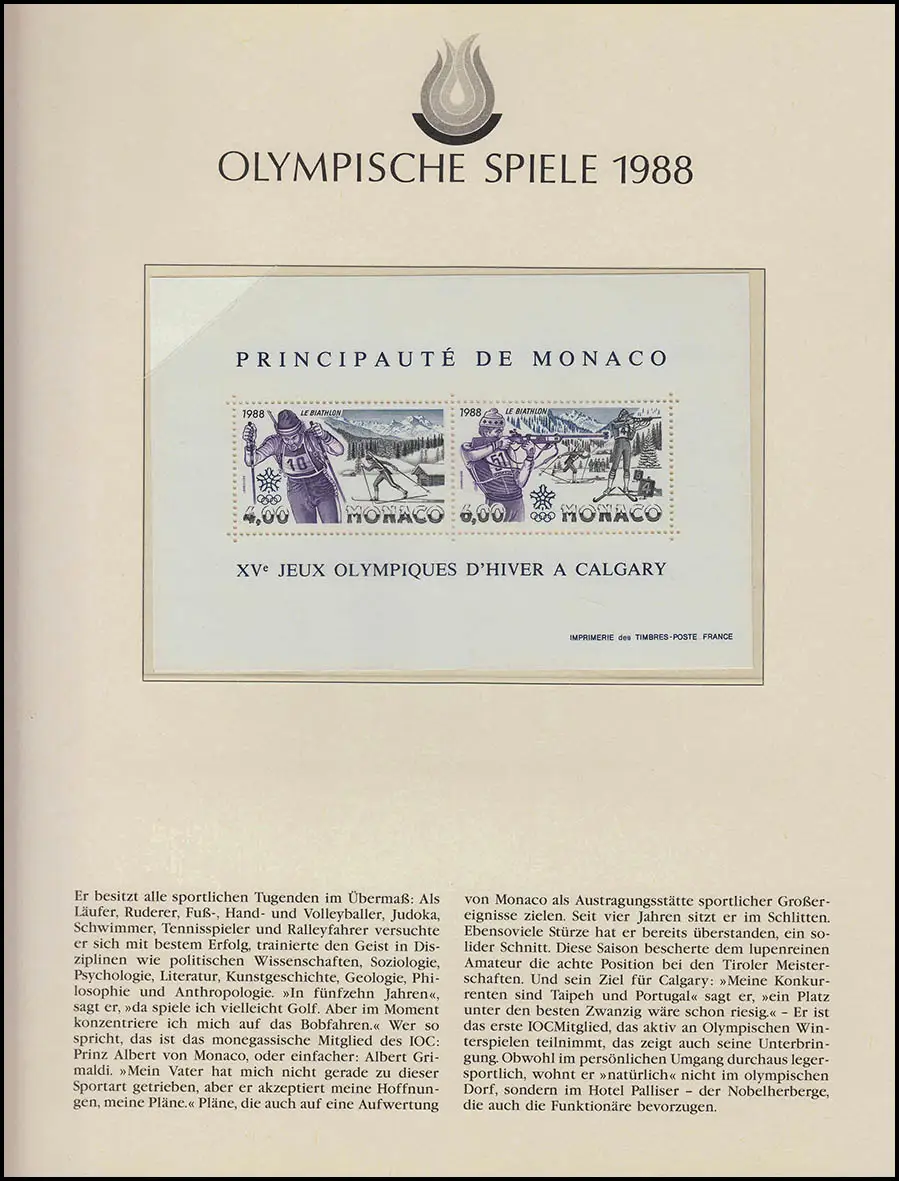 OLYMPISCHE SPIELE 1988
PRINCIPAUTÉ DE MONACO
1988 LE BIATHLON
10
4,00 MONACO
1988 LE BIATHLON
51
4
6,00 MONACO
XVe JEUX OLYMPIQUES D'HIVER A CALGARY
IMPRIMERIE des TIMBRES-POSTE FRANCE
Er besitzt alle sportlichen Tugenden im Übermaß: Als
Läufer, Ruderer, Fuß-, Hand- und Volleyballer, Judoka,
Schwimmer, Tennisspieler und Ralleyfahrer versuchte
er sich mit bestem Erfolg, trainierte den Geist in Dis-
ziplinen wie politischen Wissenschaften, Soziologie,
Psychologie, Literatur, Kunstgeschichte, Geologie, Phi-
losophie und Anthropologie. »In fünfzehn Jahren«,
sagt er, »da spiele ich vielleicht Golf. Aber im Moment
konzentriere ich mich auf das Bobfahren.« Wer so
spricht, das ist das monegassische Mitglied des IOC:
Prinz Albert von Monaco, oder einfacher: Albert Gri-
maldi. »Mein Vater hat mich nicht gerade zu dieser
Sportart getrieben, aber er akzeptiert meine Hoffnun-
gen, meine Pläne.« Pläne, die auch auf eine Aufwertung
von Monaco als Austragungsstätte sportlicher Großer-
eignisse zielen. Seit vier Jahren sitzt er im Schlitten.
Ebensoviele Stürze hat er bereits überstanden, ein so-
lider Schnitt. Diese Saison bescherte dem lupenreinen
Amateur die achte Position bei den Tiroler Meister-
schaften. Und sein Ziel für Calgary: »Meine Konkur-
renten sind Taipeh und Portugal« sagt er, »ein Platz
unter den besten Zwanzig wäre schon riesig.« – Er ist
das erste IOCMitglied, das aktiv an Olympischen Win-
terspielen teilnimmt, das zeigt auch seine Unterbrin-
gung. Obwohl im persönlichen Umgang durchaus leger-
sportlich, wohnt er »natürlich« nicht im olympischen
Dorf, sondern im Hotel Palliser – der Nobelherberge,
die auch die Funktionäre bevorzugen.